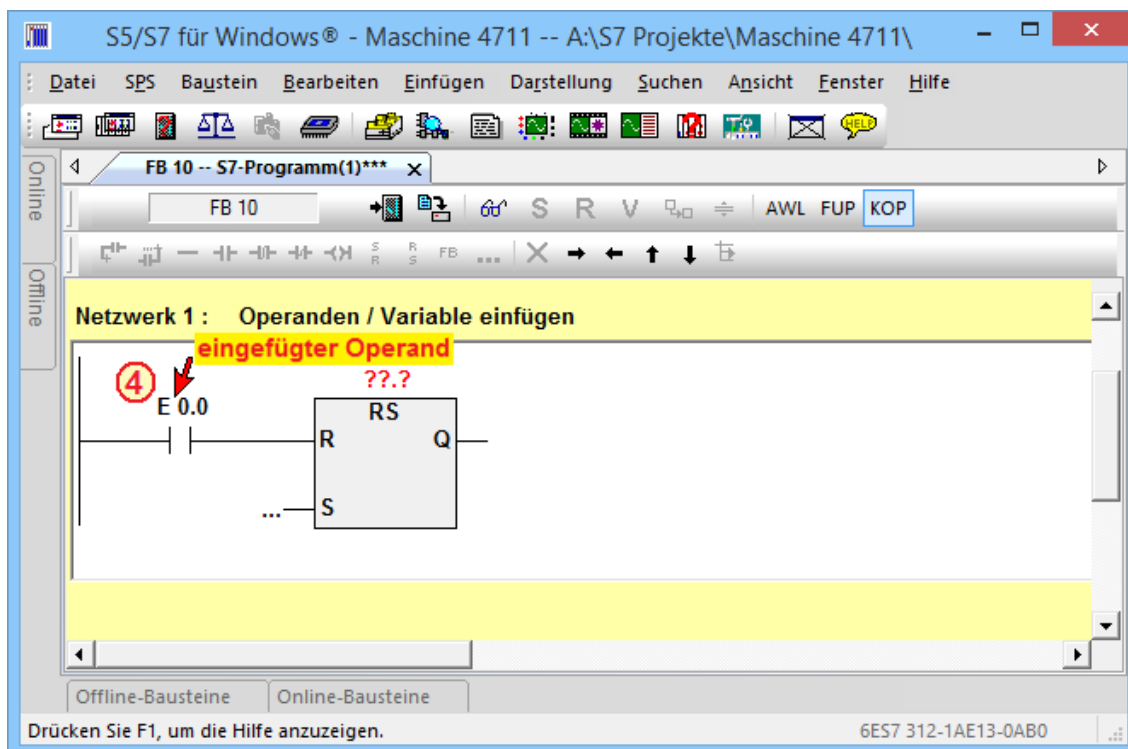 S5/S7 für Windows® - Maschine 4711 -- A:\S7 Projekte\Maschine 4711\
Datei SPS Baustein Bearbeiten Einfügen Darstellung Suchen Ansicht Fenster Hilfe
HELP
Online
Offline
FB 10 -- S7-Programm(1)***
FB 10 S R V AWL FUP KOP
S R R S FB ...
Netzwerk 1 : Operanden / Variable einfügen
eingefügter Operand
4 ??.?
E 0.0 RS
R Q
... S
Offline-Bausteine Online-Bausteine
Drücken Sie F1, um die Hilfe anzuzeigen. 6ES7 312-1AE13-0AB0